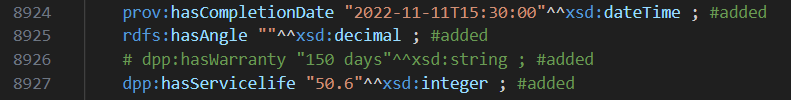 8924 prov:hasCompletionDate "2022-11-11T15:30:00"^^xsd:dateTime ; #added
8925 rdfs:hasAngle ""^^xsd:decimal ; #added
8926 # dpp:hasWarranty "150 days"^^xsd:string ; #added
8927 dpp:hasServicelife "50.6"^^xsd:integer ; #added